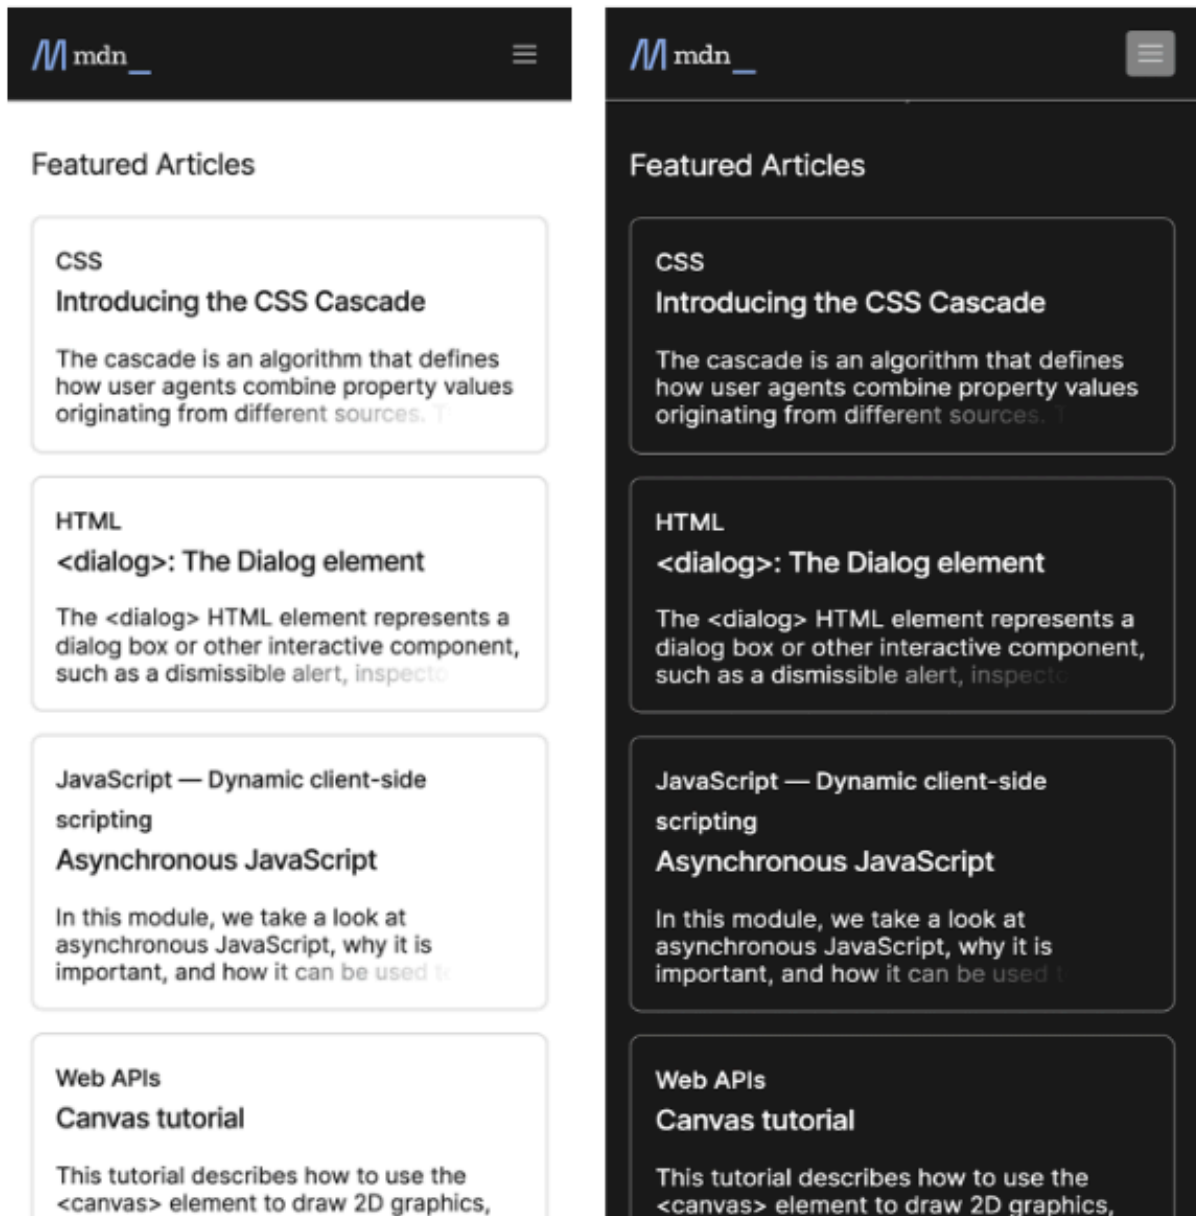 mdn_
Featured Articles
CSS
Introducing the CSS Cascade
The cascade is an algorithm that defines
how user agents combine property values
originating from different sources.
HTML
<dialog>: The Dialog element
The <dialog> HTML element represents a
dialog box or other interactive component,
such as a dismissible alert, inspecto
JavaScript — Dynamic client-side
scripting
Asynchronous JavaScript
In this module, we take a look at
asynchronous JavaScript, why it is
important, and how it can be used
Web APIs
Canvas tutorial
This tutorial describes how to use the
<canvas> element to draw 2D graphics,
mdn_
Featured Articles
CSS
Introducing the CSS Cascade
The cascade is an algorithm that defines
how user agents combine property values
originating from different sources.
HTML
<dialog>: The Dialog element
The <dialog> HTML element represents a
dialog box or other interactive component,
such as a dismissible alert, inspecto
JavaScript — Dynamic client-side
scripting
Asynchronous JavaScript
In this module, we take a look at
asynchronous JavaScript, why it is
important, and how it can be used
Web APIs
Canvas tutorial
This tutorial describes how to use the
<canvas> element to draw 2D graphics,